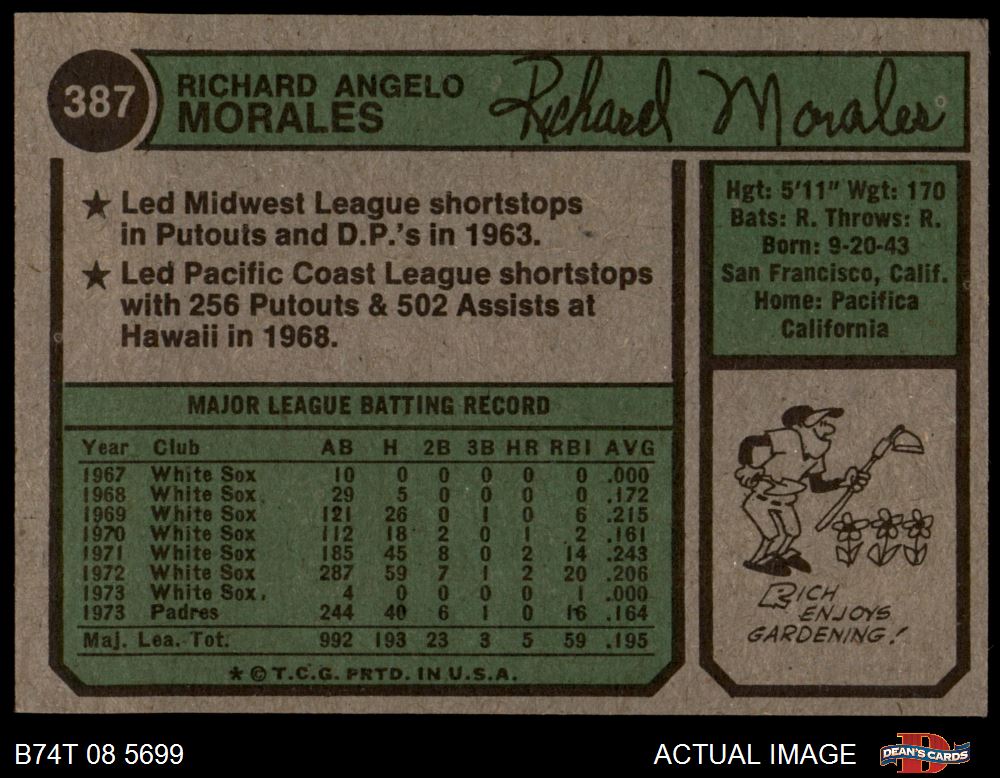 387
RICHARD ANGELO
MORALES
Richard Morales
★ Led Midwest League shortstops
in Putouts and D.P.'s in 1963.
★ Led Pacific Coast League shortstops
with 256 Putouts & 502 Assists at
Hawaii in 1968.
Hgt: 5'11" Wgt: 170
Bats: R. Throws: R.
Born: 9-20-43
San Francisco, Calif.
Home: Pacifica
California
MAJOR LEAGUE BATTING RECORD
Year Club AB H 2B 3B HR RBI AVG
1967 White Sox 10 0 0 0 0 0 .000
1968 White Sox. 29 5 0 0 0 0 .172
1969 White Sox 121 26 0 1 0 6 .215
1970 White Sox 112 18 2 0 1 2 .161
1971 White Sox 185 45 8 0 2 14 .243
1972 White Sox 287 59 7 1 2 20 .206
1973 White Sox. 4 0 0 0 0 1 .000
1973 Padres 244 40 6 1 0 16 .164
Maj. Lea. Tot. 992 193 23 3 5 59 .195
* © T.C.G. PRTD. IN U.S.A.
RICH
ENJOYS
GARDENING!
B74T 08 5699
ACTUAL IMAGE
DEAN'S CARDS